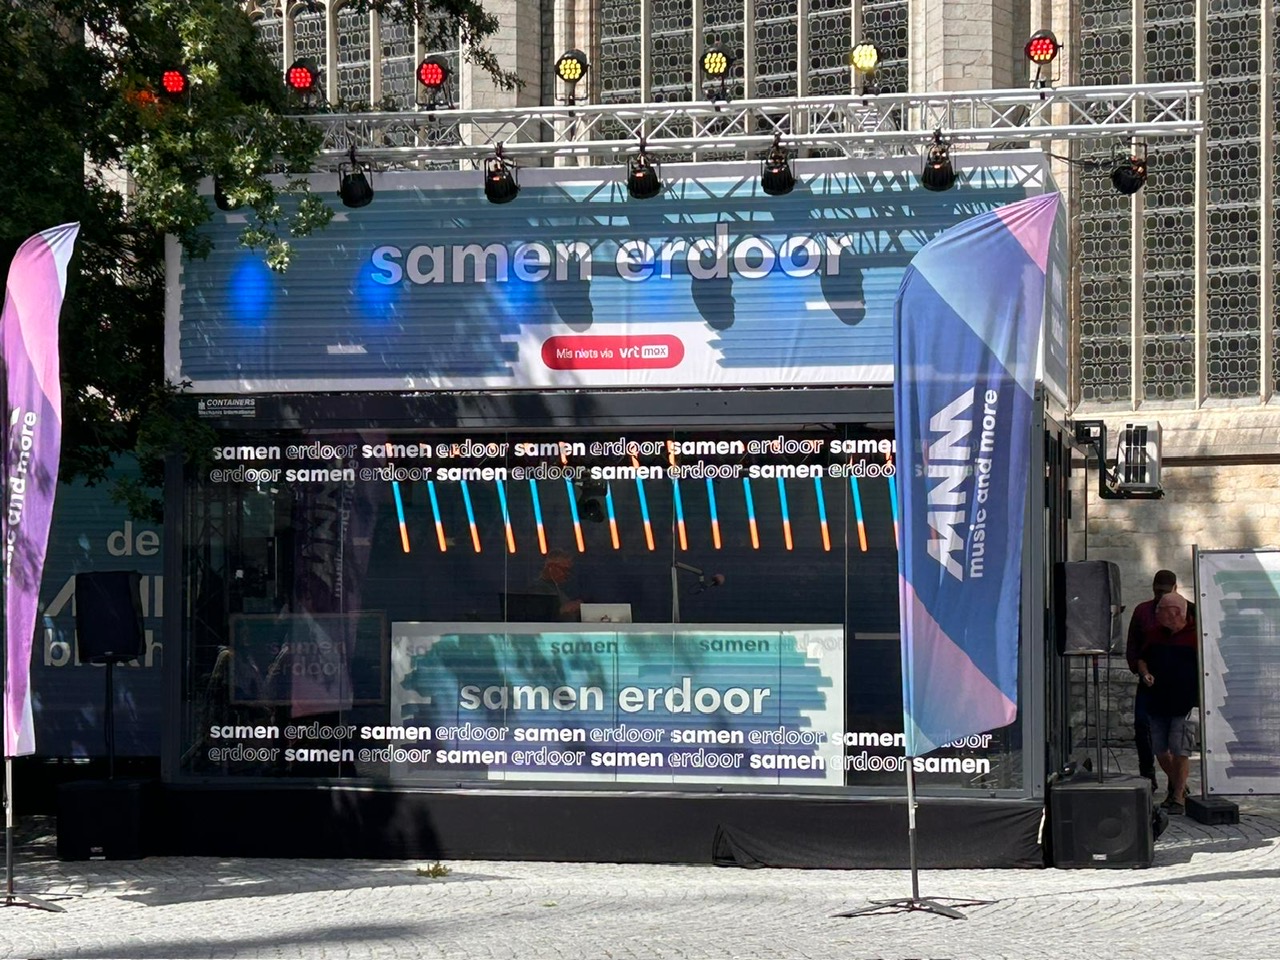 samen erdoor
Mis niets via vrt max
CONTAINERS
samen erdoor samen erdoor samen erdoor samen erdoor samen
erdoor samen erdoor samen erdoor samen erdoor samen erdoo
MNM
music and more
music and more
de
samen samen
samen
erdoor
samen erdoor
samen erdoor samen erdoor samen erdoor samen erdoor samen erdoor
erdoor samen erdoor samen erdoor samen erdoor samen erdoor samen